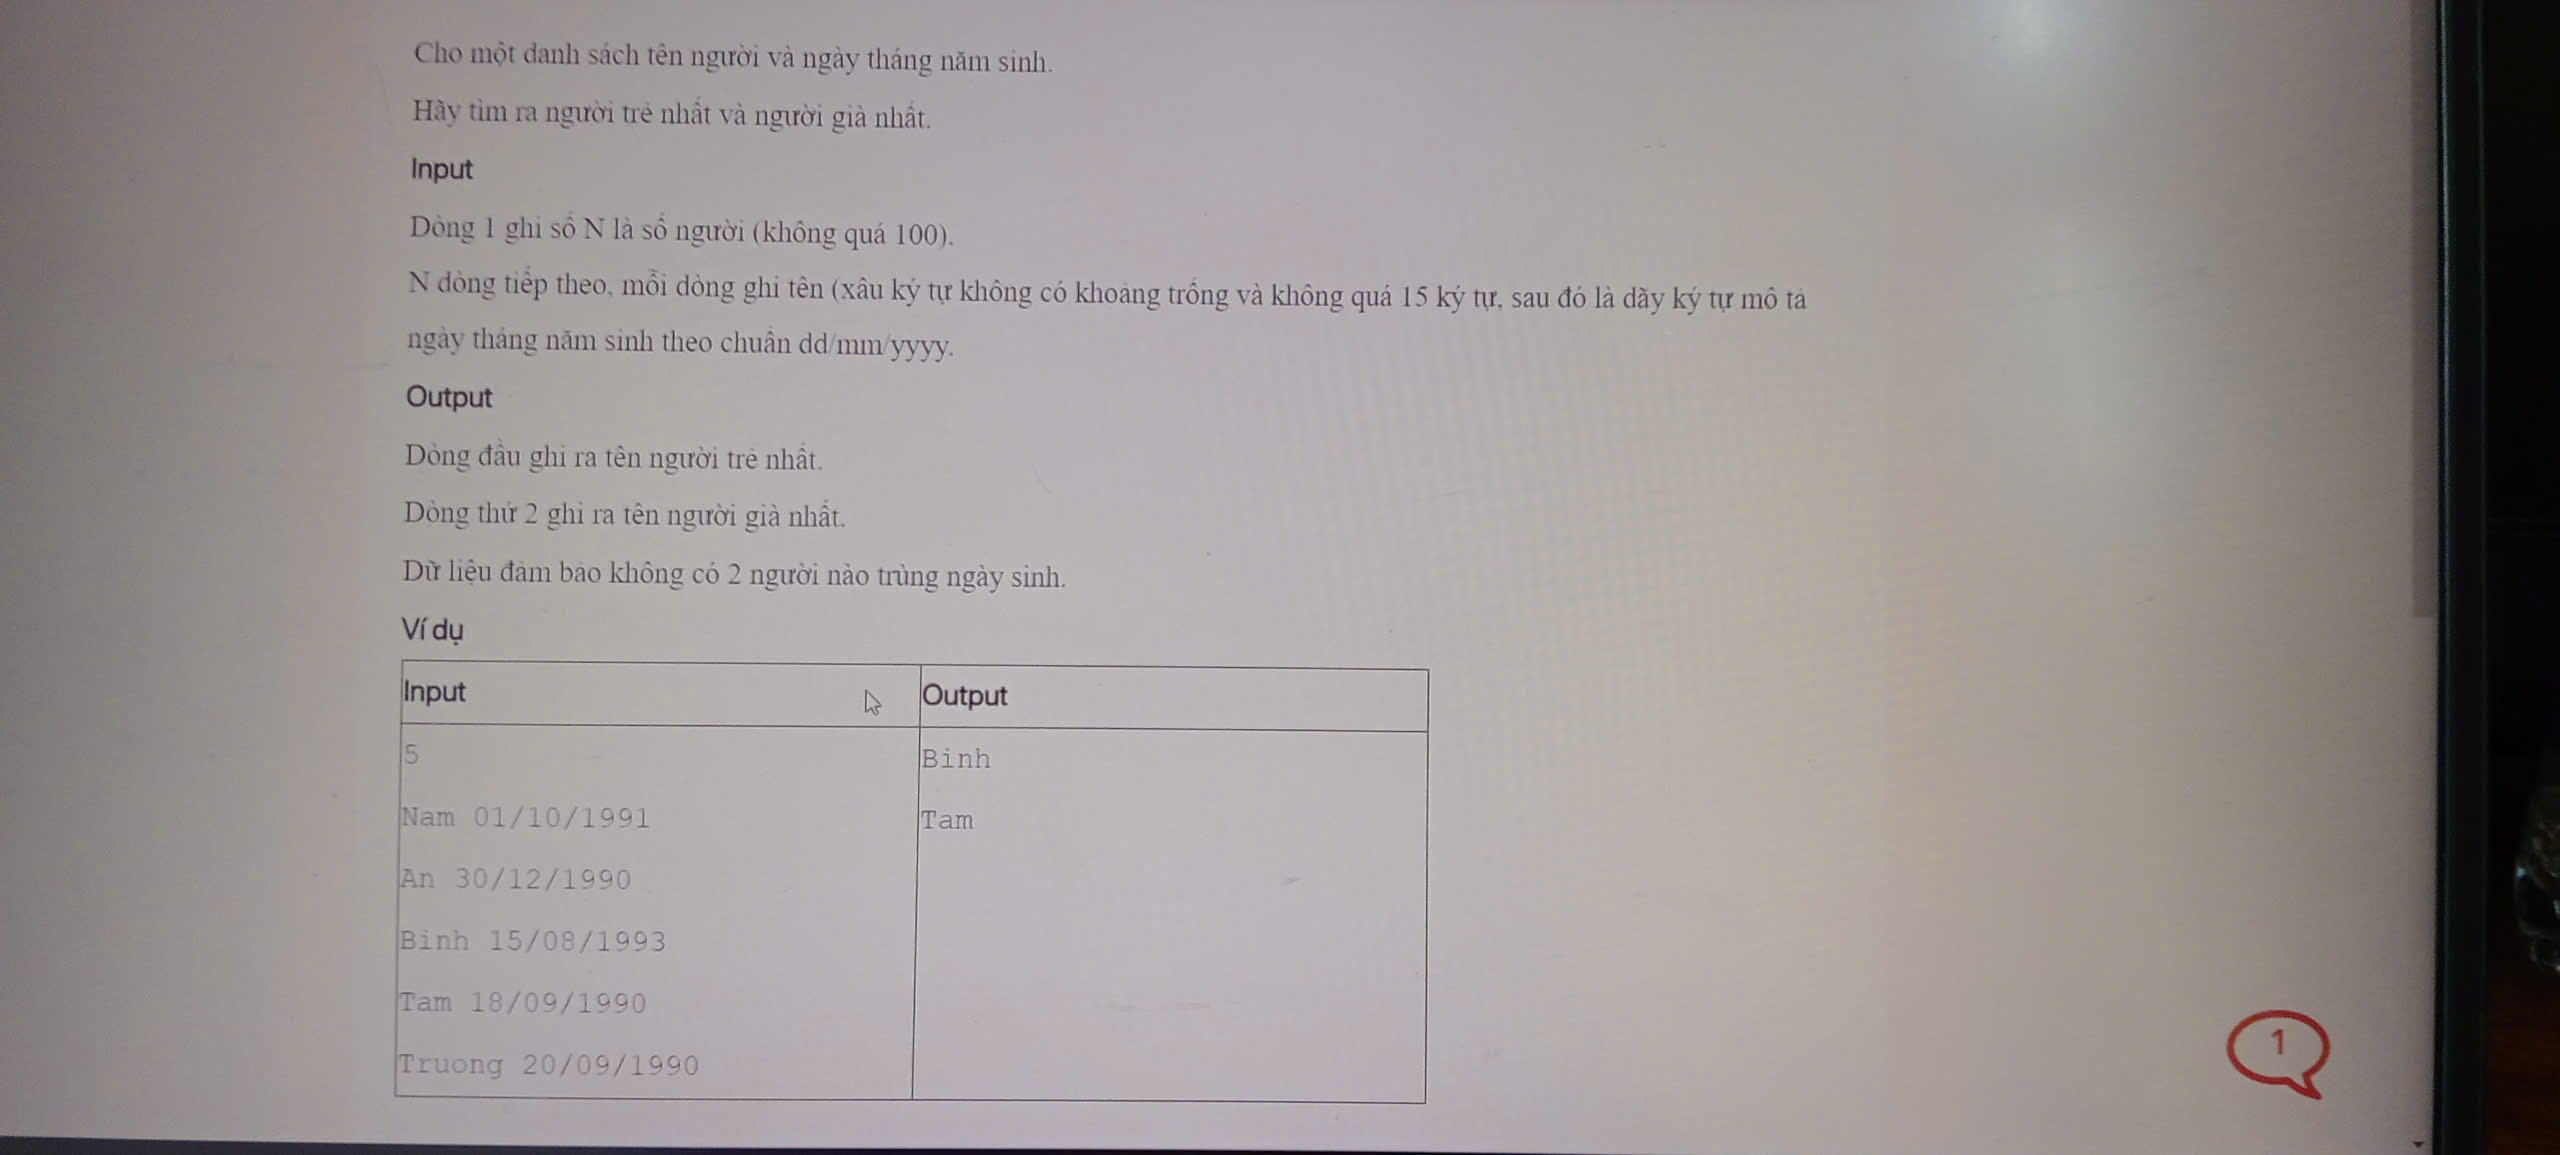 Cho một danh sách tên người và ngày tháng năm sinh.
Hãy tìm ra người trẻ nhất và người già nhất.
Input
Dòng 1 ghi số N là số người (không quá 100).
N dòng tiếp theo, mỗi dòng ghi tên (xâu ký tự không có khoảng trống và không quá 15 ký tự, sau đó là dãy ký tự mô tả
ngày tháng năm sinh theo chuẩn dd/mm/yyyy.
Output
Dòng đầu ghi ra tên người trẻ nhất.
Dòng thứ 2 ghi ra tên người già nhất.
Dữ liệu đảm bảo không có 2 người nào trùng ngày sinh.
Ví dụ
Input Output
5 Binh
Nam 01/10/1991 Tam
An 30/12/1990
Binh 15/08/1993
Tam 18/09/1990
Truong 20/09/1990
1